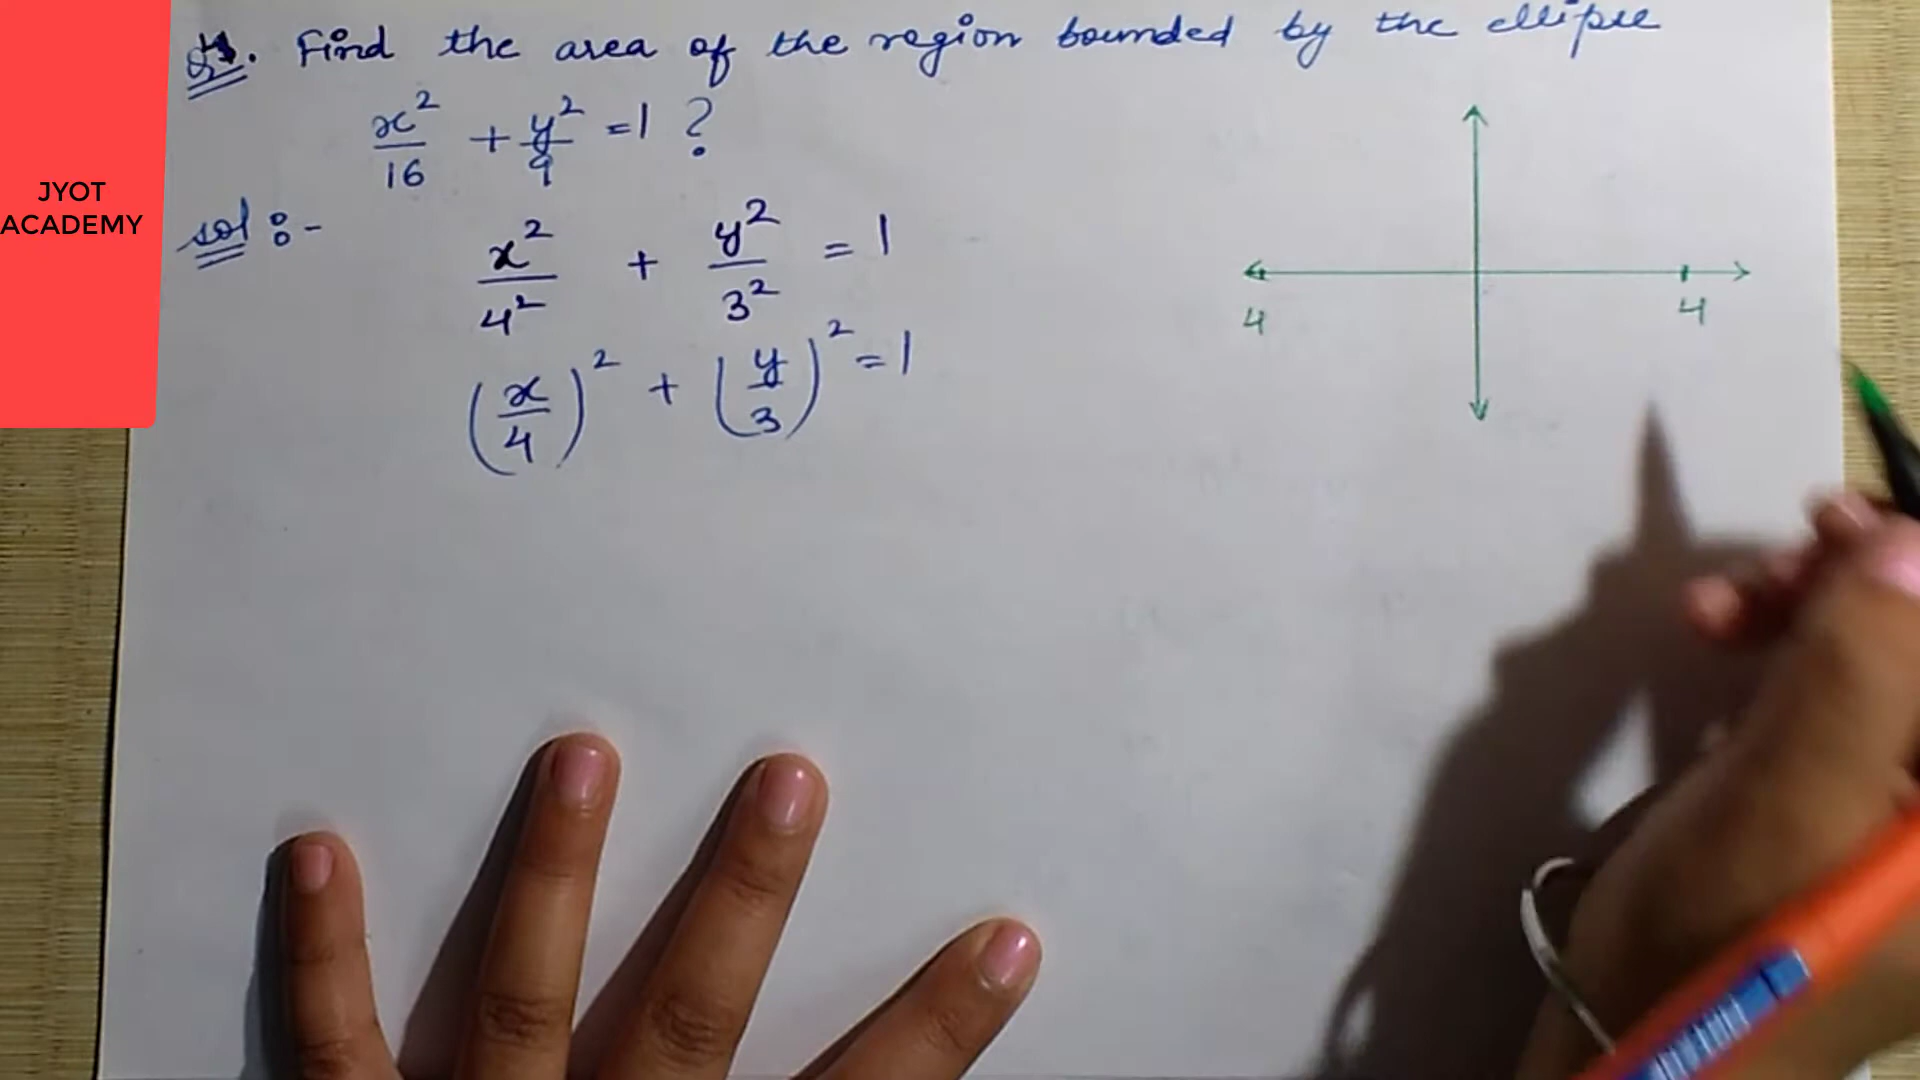 JYOT
ACADEMY
Find the area of the region bounded by the ellipse
x²/16 + y²/9 = 1 ?
sol :-
x²/4² + y²/3² = 1
(x/4)² + (y/3)² = 1
4 4